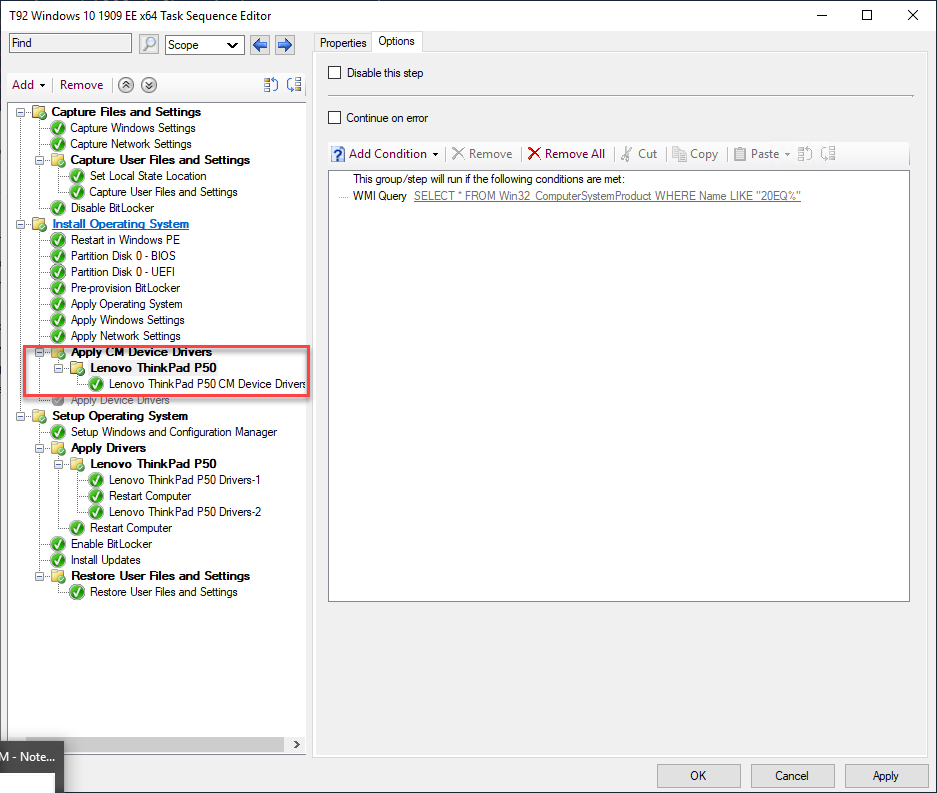 T92 Windows 10 1909 EE x64 Task Sequence Editor
Find
Scope
Properties
Options
Add
Remove
Disable this step
Continue on error
Add Condition
Remove
Remove All
Cut
Copy
Paste
This group/step will run if the following conditions are met:
WMI Query SELECT * FROM Win32_ComputerSystemProduct WHERE Name LIKE "20EQ%"
Capture Files and Settings
Capture Windows Settings
Capture Network Settings
Capture User Files and Settings
Set Local State Location
Capture User Files and Settings
Disable BitLocker
Install Operating System
Restart in Windows PE
Partition Disk 0 - BIOS
Partition Disk 0 - UEFI
Pre-provision BitLocker
Apply Operating System
Apply Windows Settings
Apply Network Settings
Apply CM Device Drivers
Lenovo ThinkPad P50
Lenovo ThinkPad P50 CM Device Drivers
Apply Device Drivers
Setup Operating System
Setup Windows and Configuration Manager
Apply Drivers
Lenovo ThinkPad P50
Lenovo ThinkPad P50 Drivers-1
Restart Computer
Lenovo ThinkPad P50 Drivers-2
Restart Computer
Enable BitLocker
Install Updates
Restore User Files and Settings
Restore User Files and Settings
M - Note...
OK
Cancel
Apply